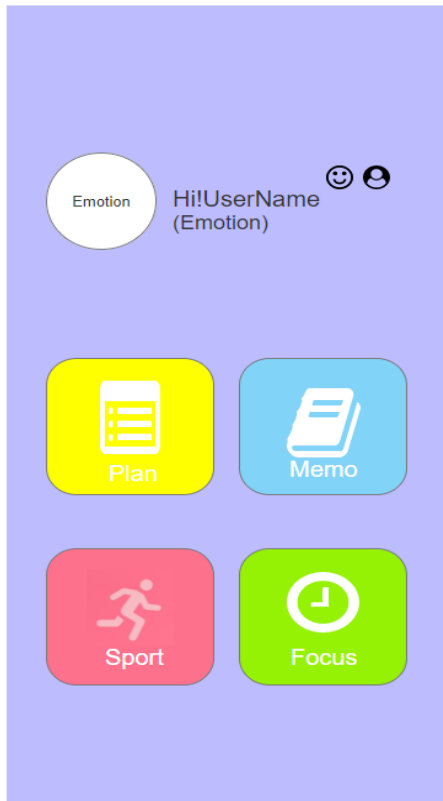 Emotion
Hi!UserName
(Emotion)
Plan
Memo
Sport
Focus